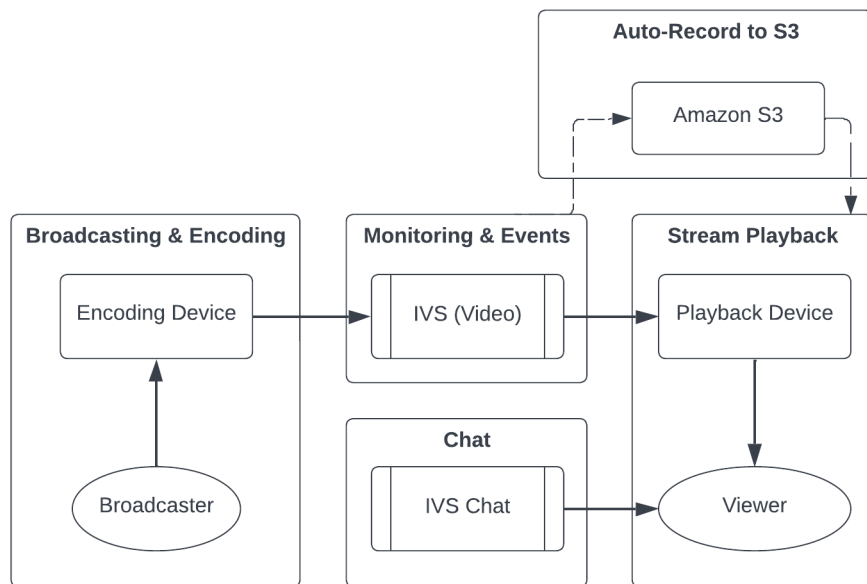 Auto-Record to S3
Amazon S3
Broadcasting & Encoding
Monitoring & Events
Stream Playback
Encoding Device
IVS (Video)
Playback Device
Chat
Broadcaster
IVS Chat
Viewer